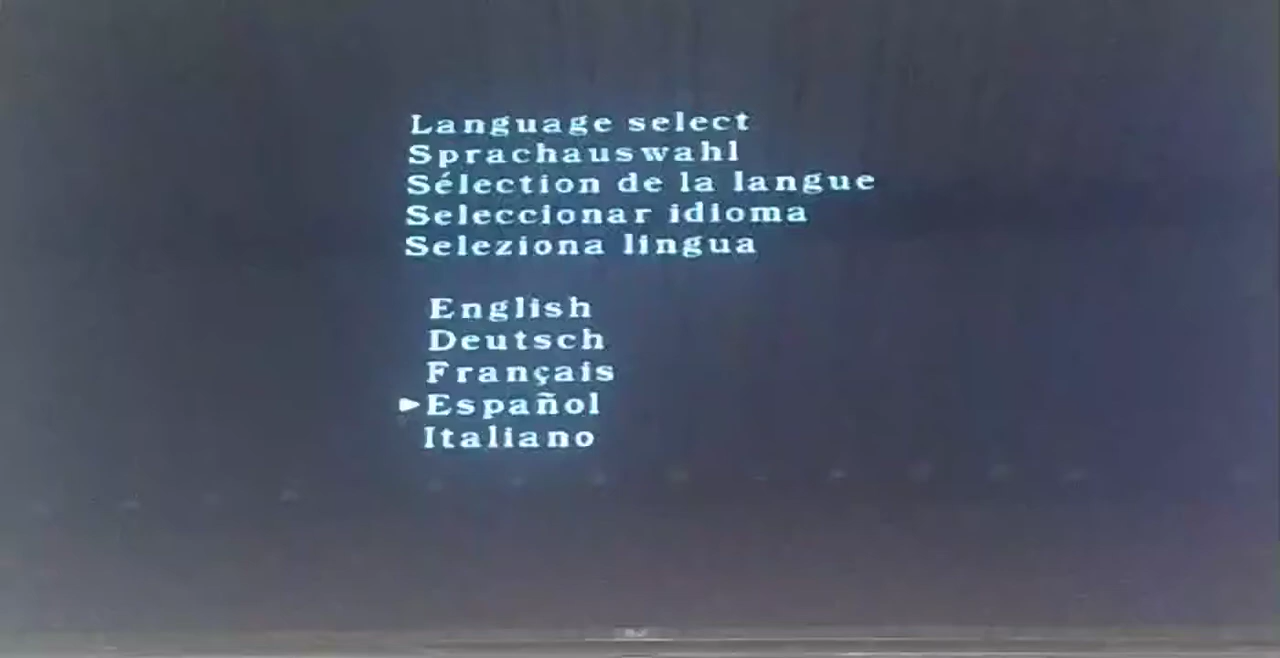 Language select
Sprachauswahl
Sélection de la langue
Seleccionar idioma
Seleziona lingua
English
Deutsch
Français
►Español
Italiano